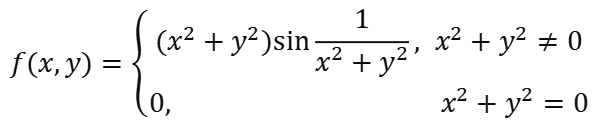 f(x, y) = { (x² + y²)sin 1/(x² + y²), x² + y² ≠ 0
0, x² + y² = 0